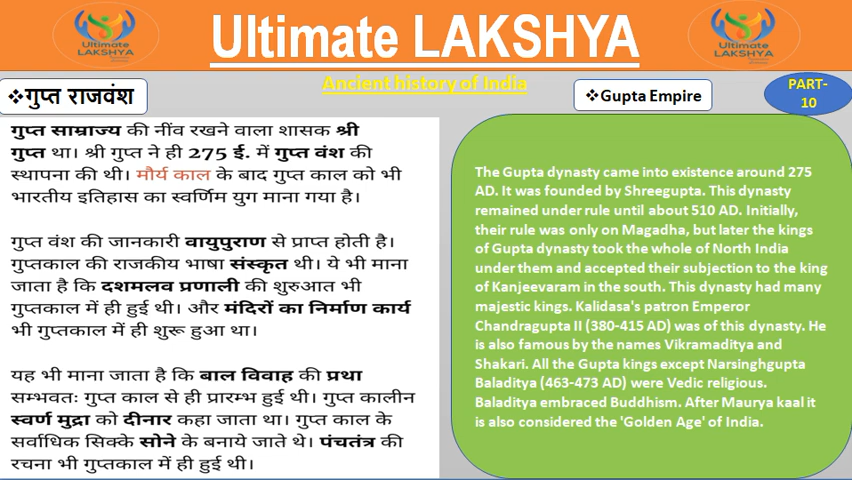 Ultimate
LAKSHYA
Ultimate LAKSHYA
Ultimate
LAKSHYA
Ancient history of India
❖गुप्त राजवंश
❖Gupta Empire
PART-
10
गुप्त साम्राज्य की नींव रखने वाला शासक श्री
गुप्त था। श्री गुप्त ने ही 275 ई. में गुप्त वंश की
स्थापना की थी। मौर्य काल के बाद गुप्त काल को भी
भारतीय इतिहास का स्वर्णिम युग माना गया है।
गुप्त वंश की जानकारी वायुपुराण से प्राप्त होती है।
गुप्तकाल की राजकीय भाषा संस्कृत थी। ये भी माना
जाता है कि दशमलव प्रणाली की शुरुआत भी
गुप्तकाल में ही हुई थी। और मंदिरों का निर्माण कार्य
भी गुप्तकाल में ही शुरू हुआ था।
यह भी माना जाता है कि बाल विवाह की प्रथा
सम्भवतः गुप्त काल से ही प्रारम्भ हुई थी। गुप्त कालीन
स्वर्ण मुद्रा को दीनार कहा जाता था। गुप्त काल के
सर्वाधिक सिक्के सोने के बनाये जाते थे। पंचतंत्र की
रचना भी गुप्तकाल में ही हुई थी।
The Gupta dynasty came into existence around 275
AD. It was founded by Shreegupta. This dynasty
remained under rule until about 510 AD. Initially,
their rule was only on Magadha, but later the kings
of Gupta dynasty took the whole of North India
under them and accepted their subjection to the king
of Kanjeevaram in the south. This dynasty had many
majestic kings. Kalidasa's patron Emperor
Chandragupta II (380-415 AD) was of this dynasty. He
is also famous by the names Vikramaditya and
Shakari. All the Gupta kings except Narsinghgupta
Baladitya (463-473 AD) were Vedic religious.
Baladitya embraced Buddhism. After Maurya kaal it
is also considered the 'Golden Age' of India.